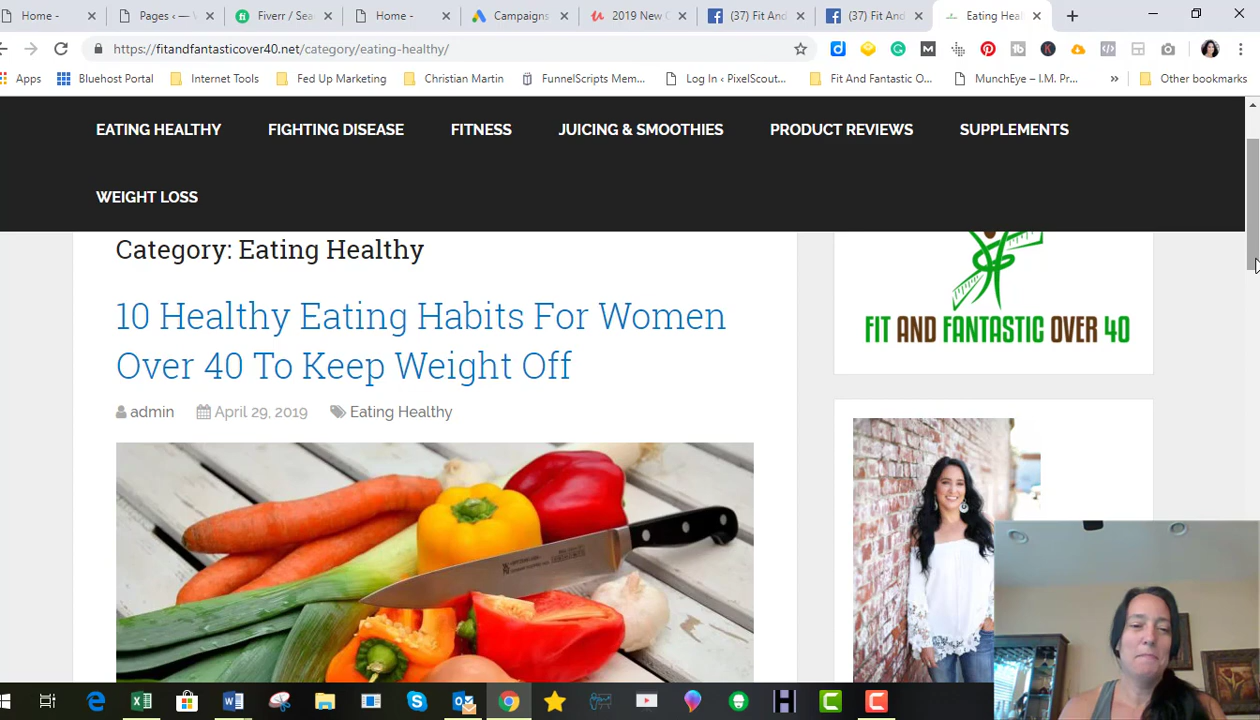 Home -
Pages ‹ —
Fiverr / Sea
Home -
Campaigns
2019 New
(37) Fit And
(37) Fit And
Eating Heal
https://fitandfantasticover40.net/category/eating-healthy/
Apps
Bluehost Portal
Internet Tools
Fed Up Marketing
Christian Martin
FunnelScripts Mem...
Log In ‹ PixelScout...
Fit And Fantastic O...
MunchEye – I.M. Pr...
»
Other bookmarks
EATING HEALTHY
FIGHTING DISEASE
FITNESS
JUICING & SMOOTHIES
PRODUCT REVIEWS
SUPPLEMENTS
WEIGHT LOSS
Category: Eating Healthy
10 Healthy Eating Habits For Women
Over 40 To Keep Weight Off
admin
April 29, 2019
Eating Healthy
FIT AND FANTASTIC OVER 40